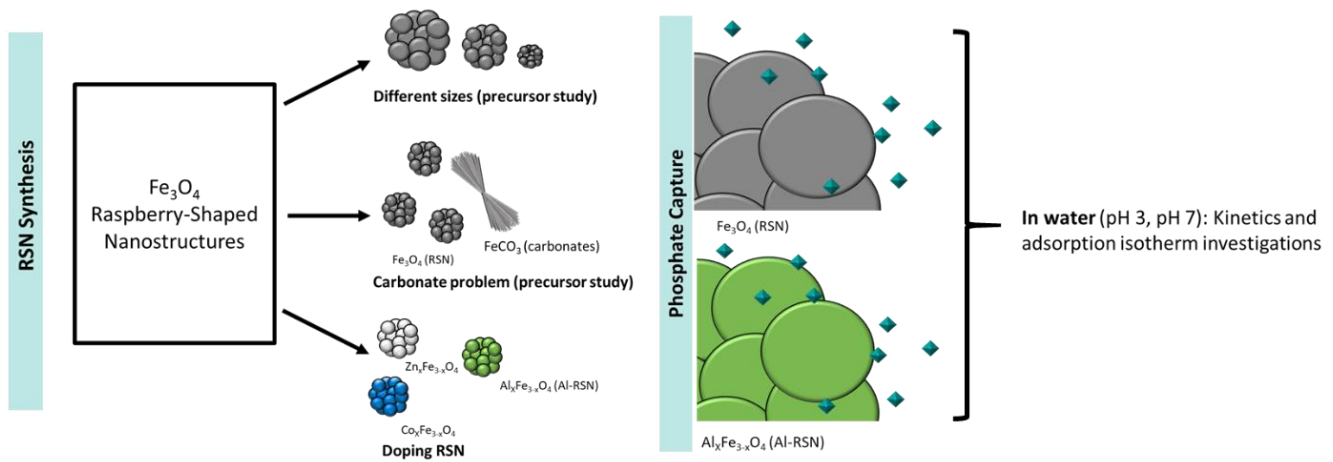 RSN Synthesis
Fe₃O₄
Raspberry-Shaped
Nanostructures
Different sizes (precursor study)
FeCO₃ (carbonates)
Fe₃O₄ (RSN)
Carbonate problem (precursor study)
ZnₓFe₃₋ₓO₄
AlₓFe₃₋ₓO₄ (Al-RSN)
CoₓFe₃₋ₓO₄
Doping RSN
Phosphate Capture
Fe₃O₄ (RSN)
AlₓFe₃₋ₓO₄ (Al-RSN)
In water (pH 3, pH 7): Kinetics and
adsorption isotherm investigations